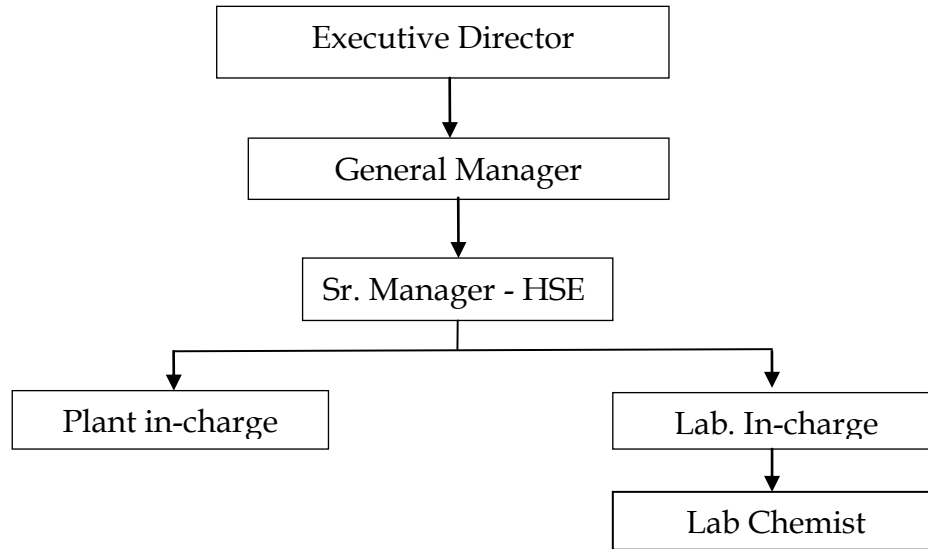 Executive Director
General Manager
Sr. Manager - HSE
Plant in-charge
Lab. In-charge
Lab Chemist